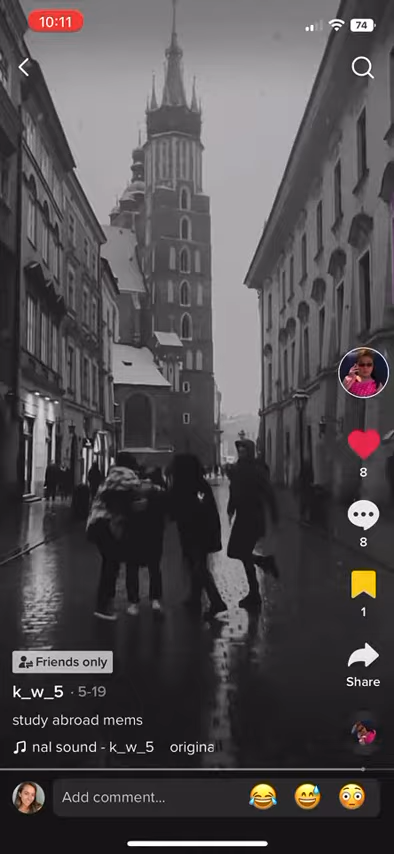 10:11
74
8
8
1
Friends only
k_w_5 · 5-19
Share
study abroad mems
nal sound - k_w_5 origina
Add comment...